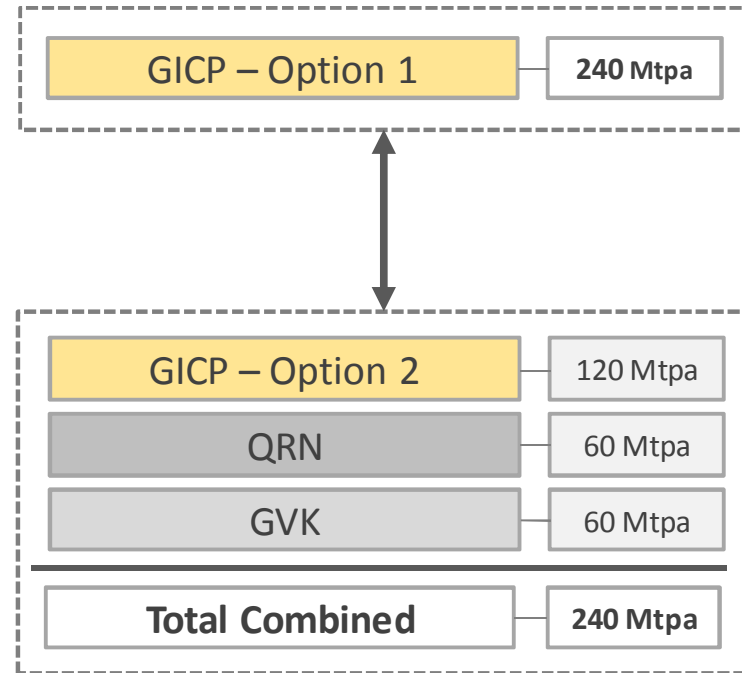 GICP – Option 1 240 Mtpa
GICP – Option 2 120 Mtpa
QRN 60 Mtpa
GVK 60 Mtpa
Total Combined 240 Mtpa